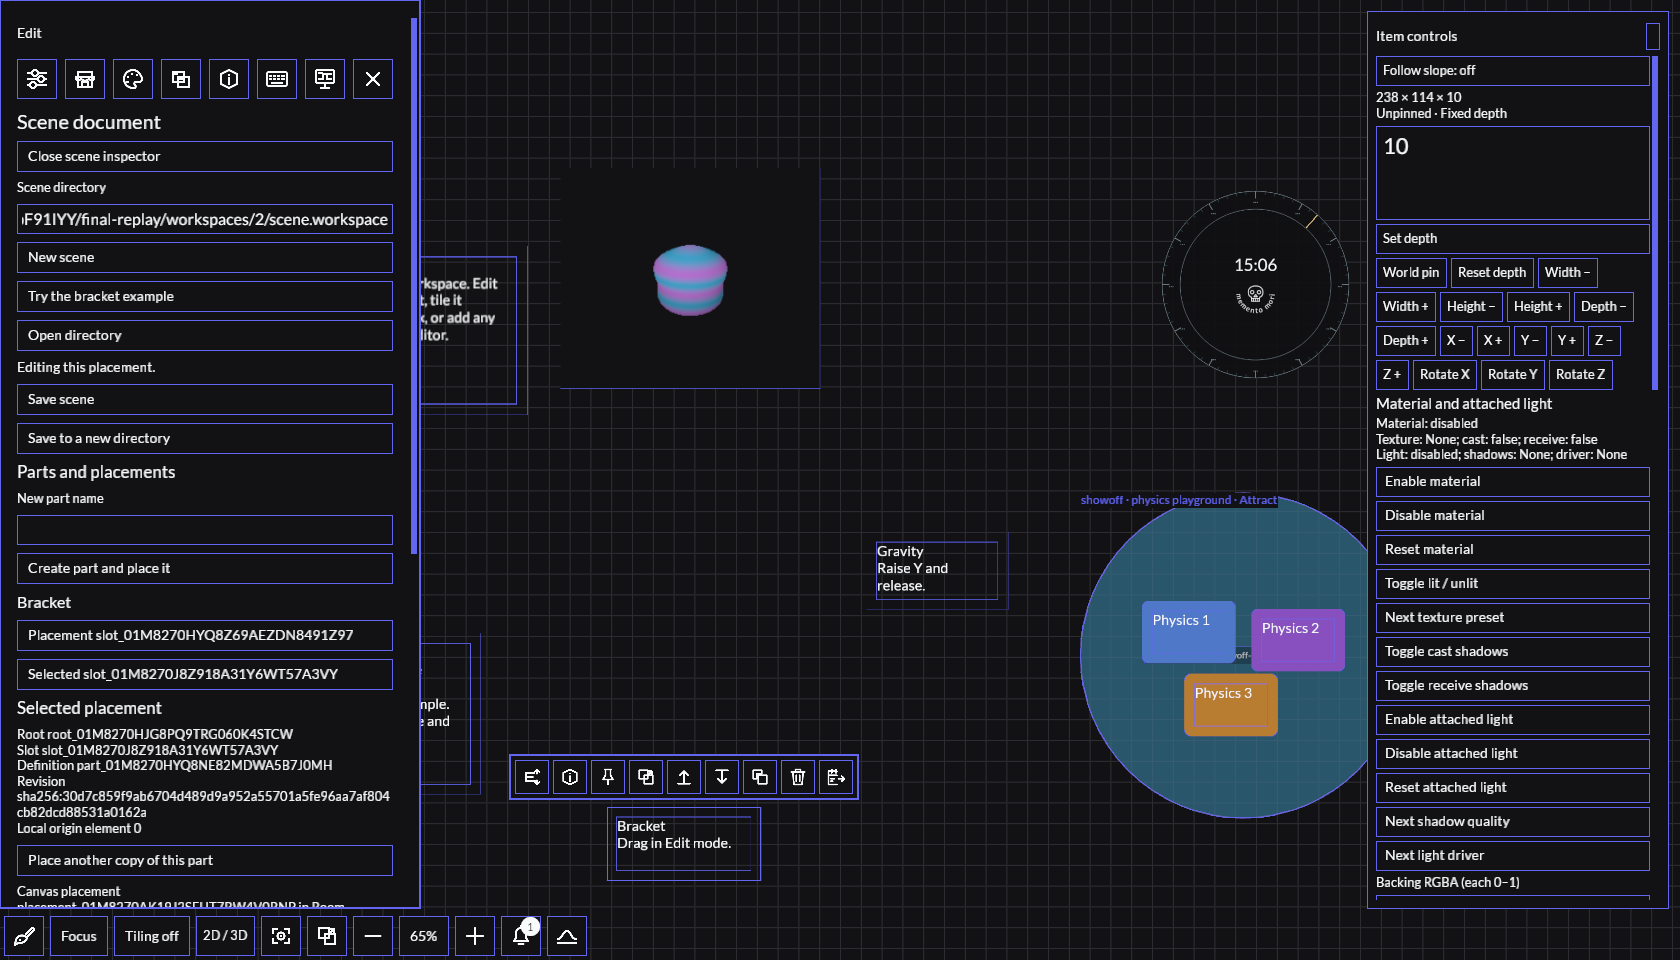 Edit
Scene document
Close scene inspector
Scene directory
F91IYY/final-replay/workspaces/2/scene.workspace
New scene
Try the bracket example
Open directory
Editing this placement.
Save scene
Save to a new directory
Parts and placements
New part name
Create part and place it
Bracket
Placement slot_01M8270HYQ8Z69AEZDN8491Z97
Selected slot_01M8270J8Z918A31Y6WT57A3VY
Selected placement
Root root_01M8270HJG8PQ9TRG060K4STCW
Slot slot_01M8270J8Z918A31Y6WT57A3VY
Definition part_01M8270HYQ8NE82MDWA5B7J0MH
Revision
sha256:30d7c859f9ab6704d489d9a952a55701a5fe96aa7af804
cb82dcd88531a0162a
Local origin element 0
Place another copy of this part
Canvas placement
rkspace. Edit
t, tile it
x, or add any
litor.
mple.
e and
15:06
memento mori
Gravity
Raise Y and
release.
showoff · physics playground · Attract
Physics 1
Physics 2
Physics 3
Bracket
Drag in Edit mode.
Item controls
Follow slope: off
238 × 114 × 10
Unpinned · Fixed depth
10
Set depth
World pin
Reset depth
Width −
Width +
Height −
Height +
Depth −
Depth +
X −
X +
Y −
Y +
Z −
Z +
Rotate X
Rotate Y
Rotate Z
Material and attached light
Material: disabled
Texture: None; cast: false; receive: false
Light: disabled; shadows: None; driver: None
Enable material
Disable material
Reset material
Toggle lit / unlit
Next texture preset
Toggle cast shadows
Toggle receive shadows
Enable attached light
Disable attached light
Reset attached light
Next shadow quality
Next light driver
Backing RGBA (each 0–1)
Focus
Tiling off
2D / 3D
65%
1